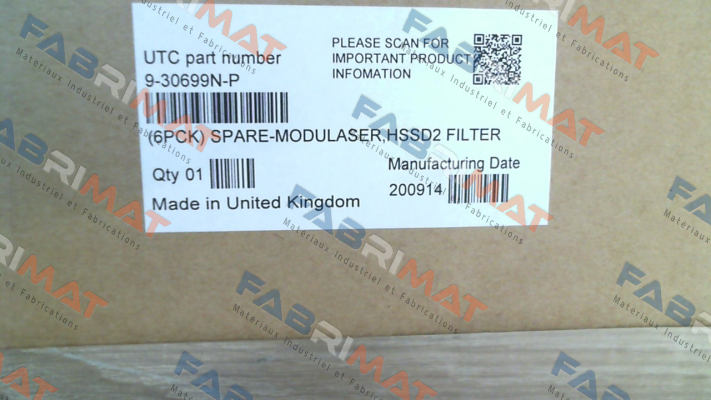 UTC part number
9-30699N-P
PLEASE SCAN FOR
IMPORTANT PRODUCT
INFOMATION
(6PCK) SPARE-MODULASER HSSD2 FILTER
Qty 01
Manufacturing Date
200914
Made in United Kingdom
FABRIMAT
Matériaux Industriel et Fabrications